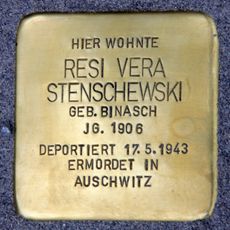 HIER WOHNTE
RESI VERA
STENSCHEWSKI
GEB. BINASCH
JG. 1906
DEPORTIERT 17.5.1943
ERMORDET IN
AUSCHWITZ